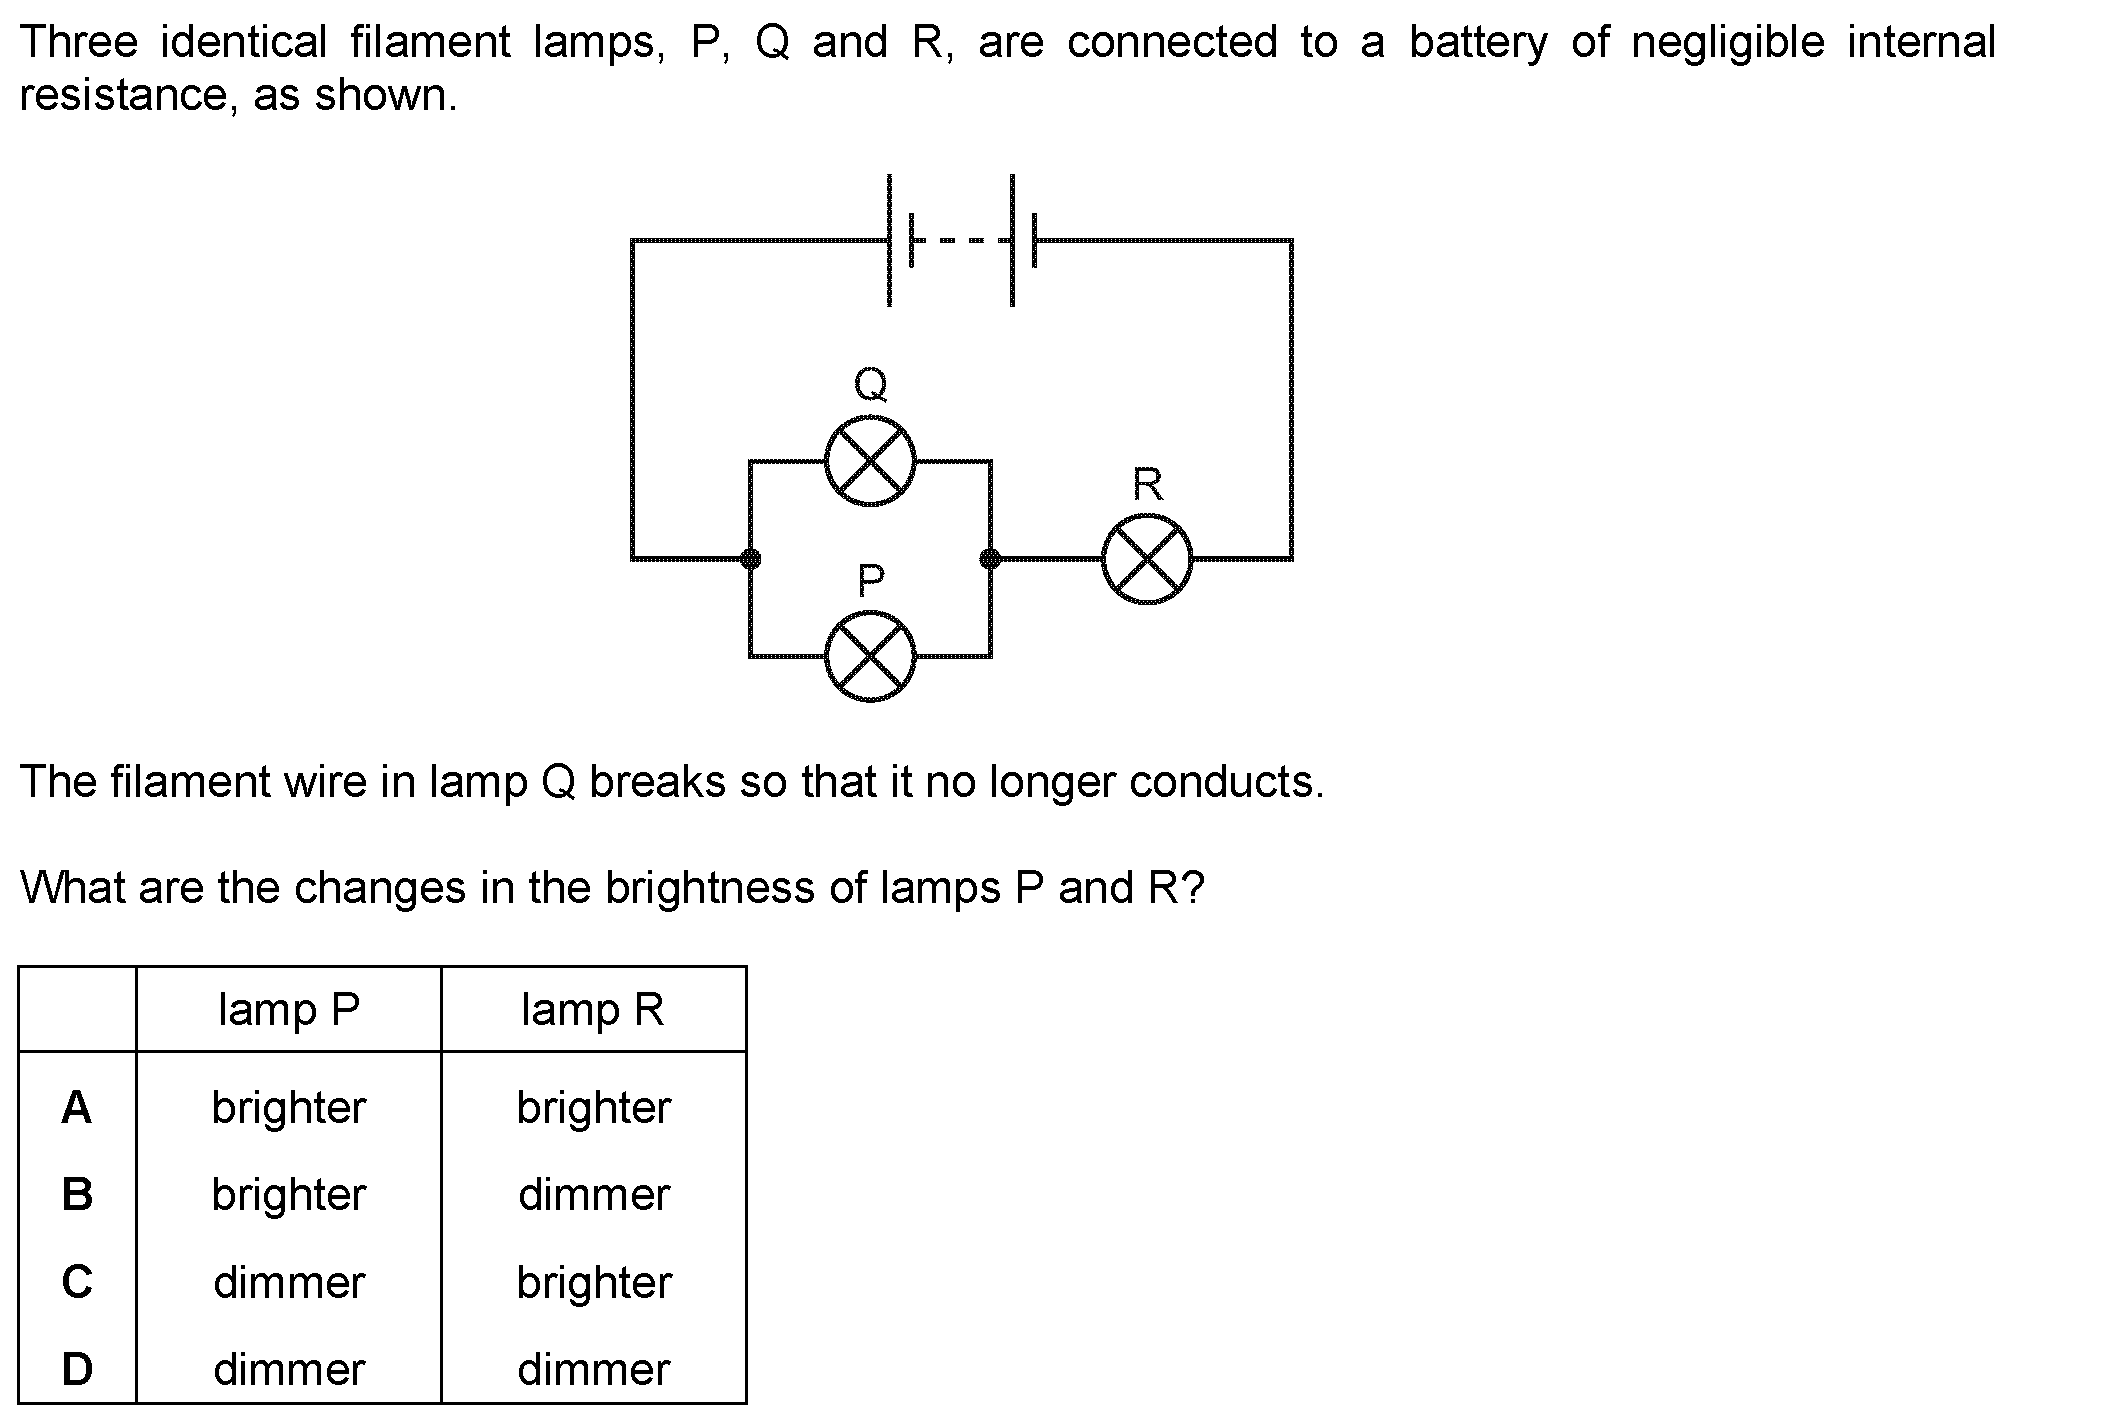 Three identical filament lamps, P, Q and R, are connected to a battery of negligible internal
resistance, as shown.
Q
R
P
The filament wire in lamp Q breaks so that it no longer conducts.
What are the changes in the brightness of lamps P and R?
lamp P lamp R
A brighter brighter
B brighter dimmer
C dimmer brighter
D dimmer dimmer